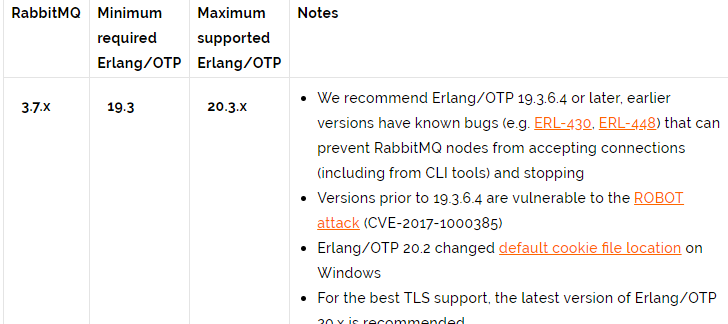 RabbitMQ Minimum required Erlang/OTP Maximum supported Erlang/OTP Notes
3.7.x 19.3 20.3.x
• We recommend Erlang/OTP 19.3.6.4 or later, earlier
versions have known bugs (e.g. ERL-430, ERL-448) that can
prevent RabbitMQ nodes from accepting connections
(including from CLI tools) and stopping
• Versions prior to 19.3.6.4 are vulnerable to the ROBOT
attack (CVE-2017-1000385)
• Erlang/OTP 20.2 changed default cookie file location on
Windows
• For the best TLS support, the latest version of Erlang/OTP
20.x is recommended